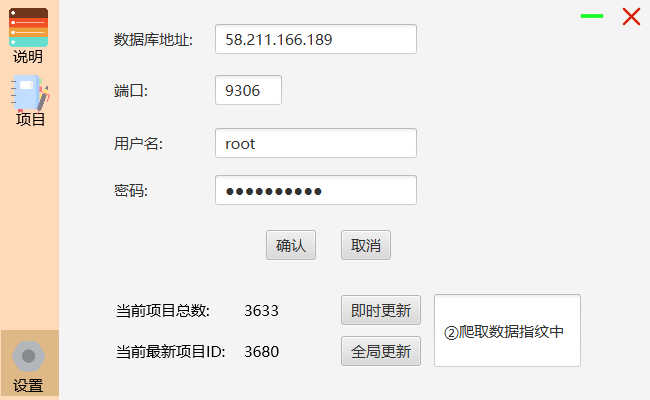 说明
项目
设置
数据库地址: 58.211.166.189
端口: 9306
用户名: root
密码: ●●●●●●●●●●
确认 取消
当前项目总数: 3633 即时更新
当前最新项目ID: 3680 全局更新
②爬取数据指纹中